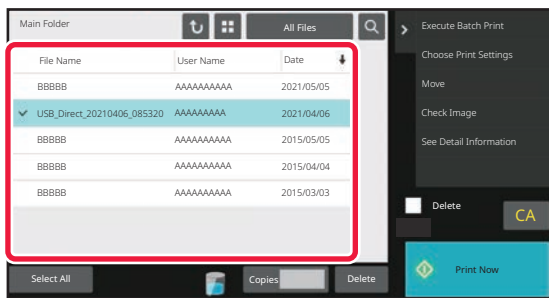 Main Folder
All Files
File Name User Name Date
BBBBB AAAAAAAAAA 2021/05/05
USB_Direct_20210406_085320 AAAAAAAAA 2021/04/06
BBBBB AAAAAAAAAA 2015/05/05
BBBBB AAAAAAAAAA 2015/04/04
BBBBB AAAAAAAAAA 2015/03/03
Select All
Copies
Delete
Execute Batch Print
Choose Print Settings
Move
Check Image
See Detail Information
Delete
CA
Print Now